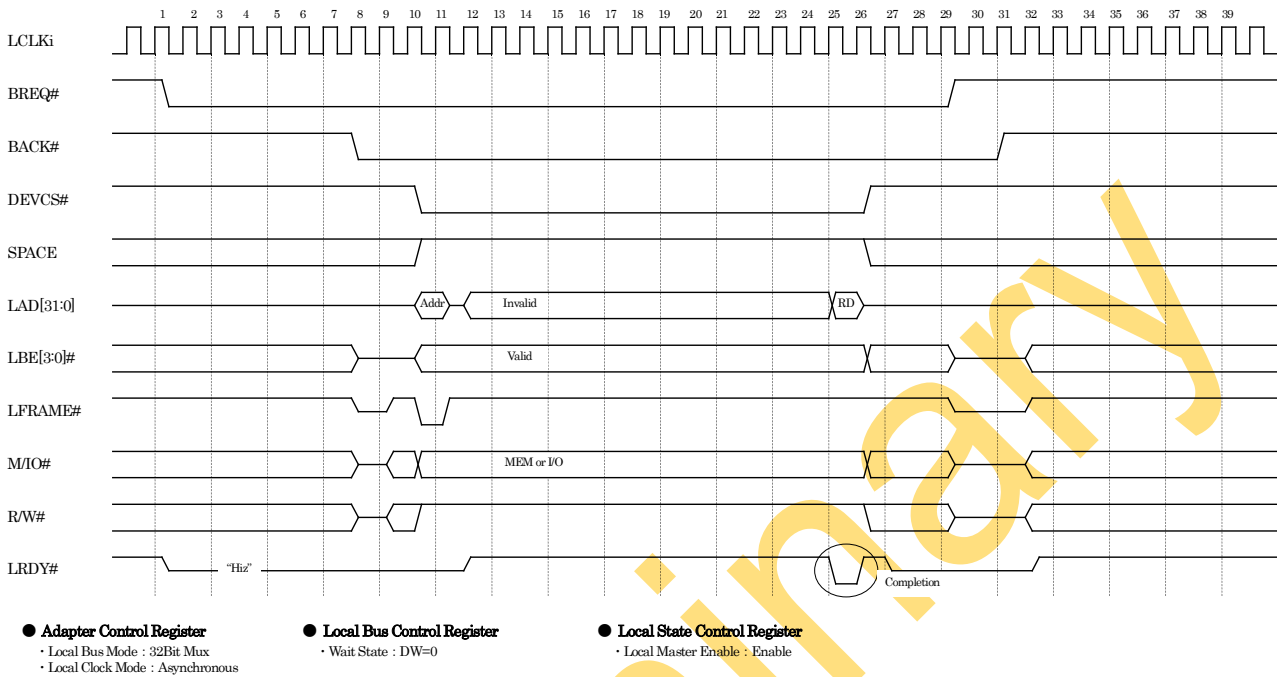 1 2 3 4 5 6 7 8 9 10 11 12 13 14 15 16 17 18 19 20 21 22 23 24 25 26 27 28 29 30 31 32 33 34 35 36 37 38 39
LCLKi
BREQ#
BACK#
DEVCS#
SPACE
LAD[31:0] Addr Invalid RD
LBE[3:0]# Valid
LFRAME#
M/IO# MEM or I/O
R/W#
LRDY# "Hiz" Completion
● Adapter Control Register
・Local Bus Mode : 32Bit Mux
・Local Clock Mode : Asynchronous
● Local Bus Control Register
・Wait State : DW=0
● Local State Control Register
・Local Master Enable : Enable
inary